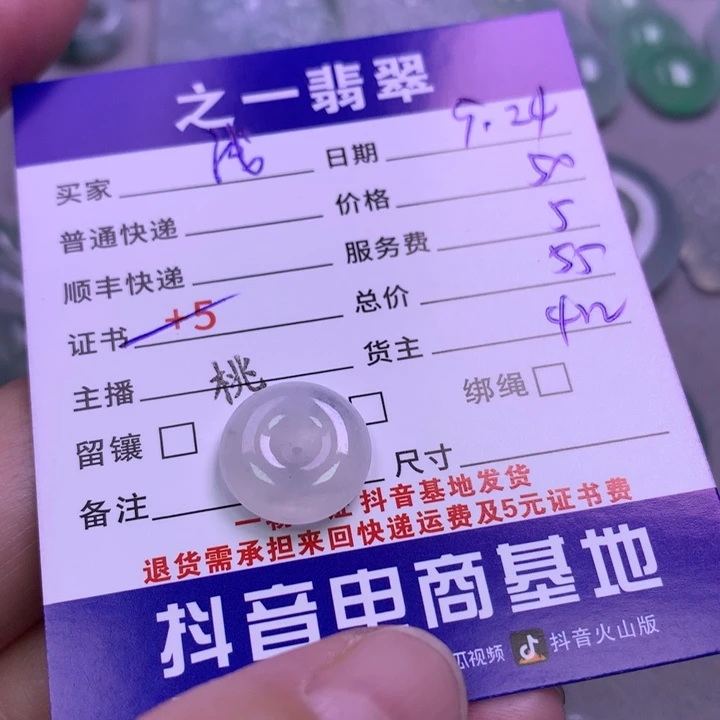 之一翡翠
买家 日期 9.24
普通快递 价格 50
顺丰快递 服务费 5
证书 +5 总价 55
主播 桃 货主 412
留镶 绑绳
备注 尺寸
抖音基地发货
退货需承担来回快递运费及5元证书费
抖音电商基地
瓜视频 抖音火山版